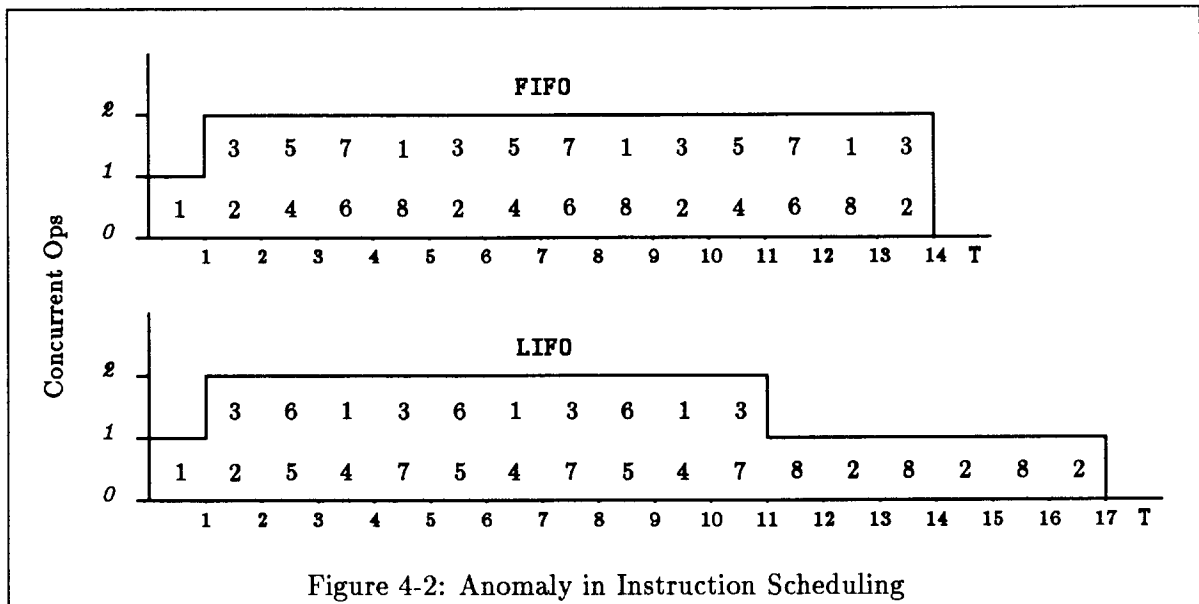 FIFO
2
3 5 7 1 3 5 7 1 3 5 7 1 3
1
1 2 4 6 8 2 4 6 8 2 4 6 8 2
0
1 2 3 4 5 6 7 8 9 10 11 12 13 14 T
Concurrent Ops
LIFO
2
3 6 1 3 6 1 3 6 1 3
1
1 2 5 4 7 5 4 7 5 4 7 8 2 8 2 8 2
0
1 2 3 4 5 6 7 8 9 10 11 12 13 14 15 16 17 T
Figure 4-2: Anomaly in Instruction Scheduling